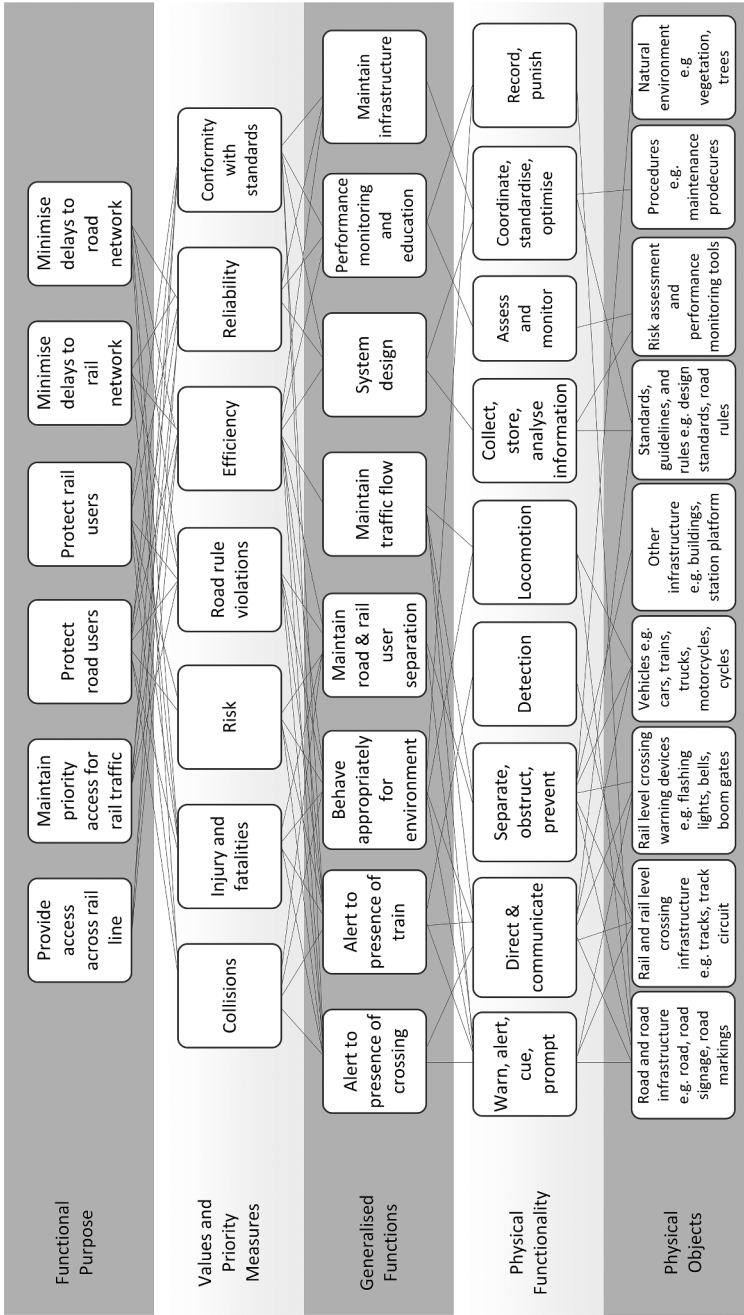 Functional
Purpose
Provide
access
across rail
line
Maintain
priority
access for
rail traffic
Protect
road users
Protect rail
users
Minimise
delays to
rail
network
Minimise
delays to
road
network
Values and
Priority
Measures
Collisions
Injury and
fatalities
Risk
Road rule
violations
Efficiency
Reliability
Conformity
with
standards
Generalised
Functions
Alert to
presence of
crossing
Alert to
presence of
train
Behave
appropriately
for
environment
Maintain
road & rail
user
separation
Maintain
traffic flow
System
design
Performance
monitoring
and
education
Maintain
infrastructure
Physical
Functionality
Warn, alert,
cue,
prompt
Direct &
communicate
Separate,
obstruct,
prevent
Detection
Locomotion
Collect,
store,
analyse
information
Assess
and
monitor
Coordinate,
standardise,
optimise
Record,
punish
Physical
Objects
Road and road
infrastructure
e.g. road, road
signage, road
markings
Rail and rail level
crossing
infrastructure
e.g. tracks, track
circuit
Rail level crossing
warning devices
e.g. flashing
lights, bells,
boom gates
Vehicles e.g.
cars, trains,
trucks,
motorcycles,
cycles
Other
infrastructure
e.g. buildings,
station platform
Standards,
guidelines, and
rules e.g. design
standards, road
rules
Risk assessment
and
performance
monitoring tools
Procedures
e.g.
maintenance
prodecures
Natural
environment
e.g
vegetation,
trees